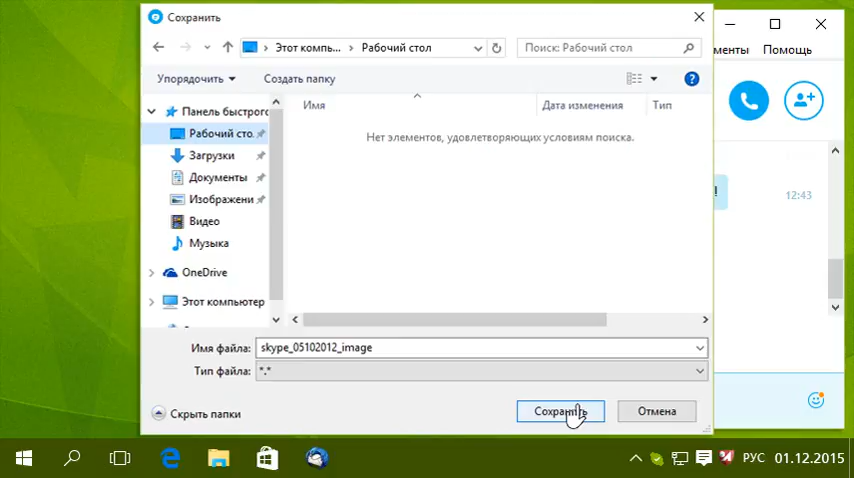 Сохранить
Этот компь... Рабочий стол
Поиск: Рабочий стол
менты Помощь
Упорядочить Создать папку
Имя Дата изменения Тип
Панель быстрого
Нет элементов, удовлетворяющих условиям поиска.
Рабочий сто.
Загрузки
Документы
Изображени
Видео
Музыка
OneDrive
Этот компьютер
!
12:43
Имя файла: skype_05102012_image
Тип файла: *.*
Скрыть папки
Сохранить Отмена
РУС 01.12.2015